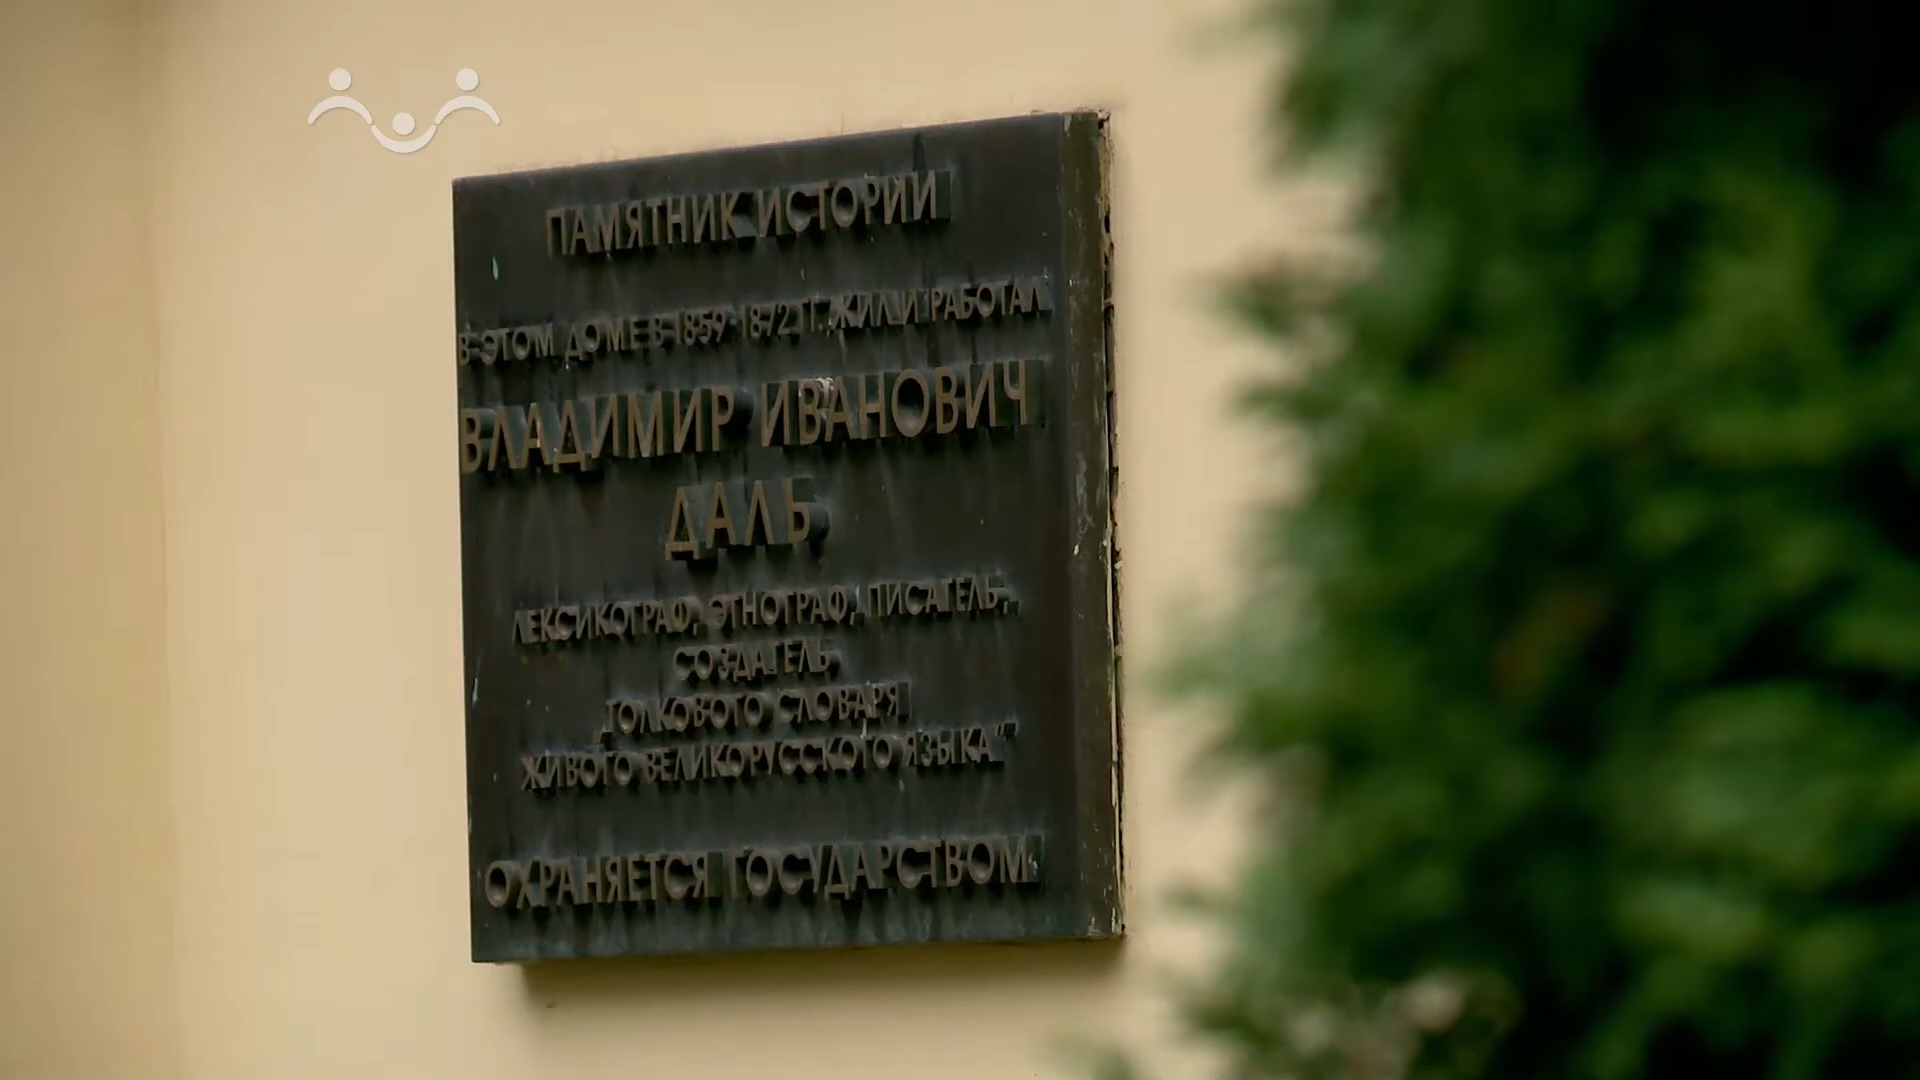 ПАМЯТНИК ИСТОРИИ
В ЭТОМ ДОМЕ В 1859-1872 ГГ. ЖИЛ И РАБОТАЛ
ВЛАДИМИР ИВАНОВИЧ
ДАЛЬ
ЛЕКСИКОГРАФ, ЭТНОГРАФ, ПИСАТЕЛЬ,
СОЗДАТЕЛЬ
ТОЛКОВОГО СЛОВАРЯ
ЖИВОГО ВЕЛИКОРУССКОГО ЯЗЫКА"
ОХРАНЯЕТСЯ ГОСУДАРСТВОМ